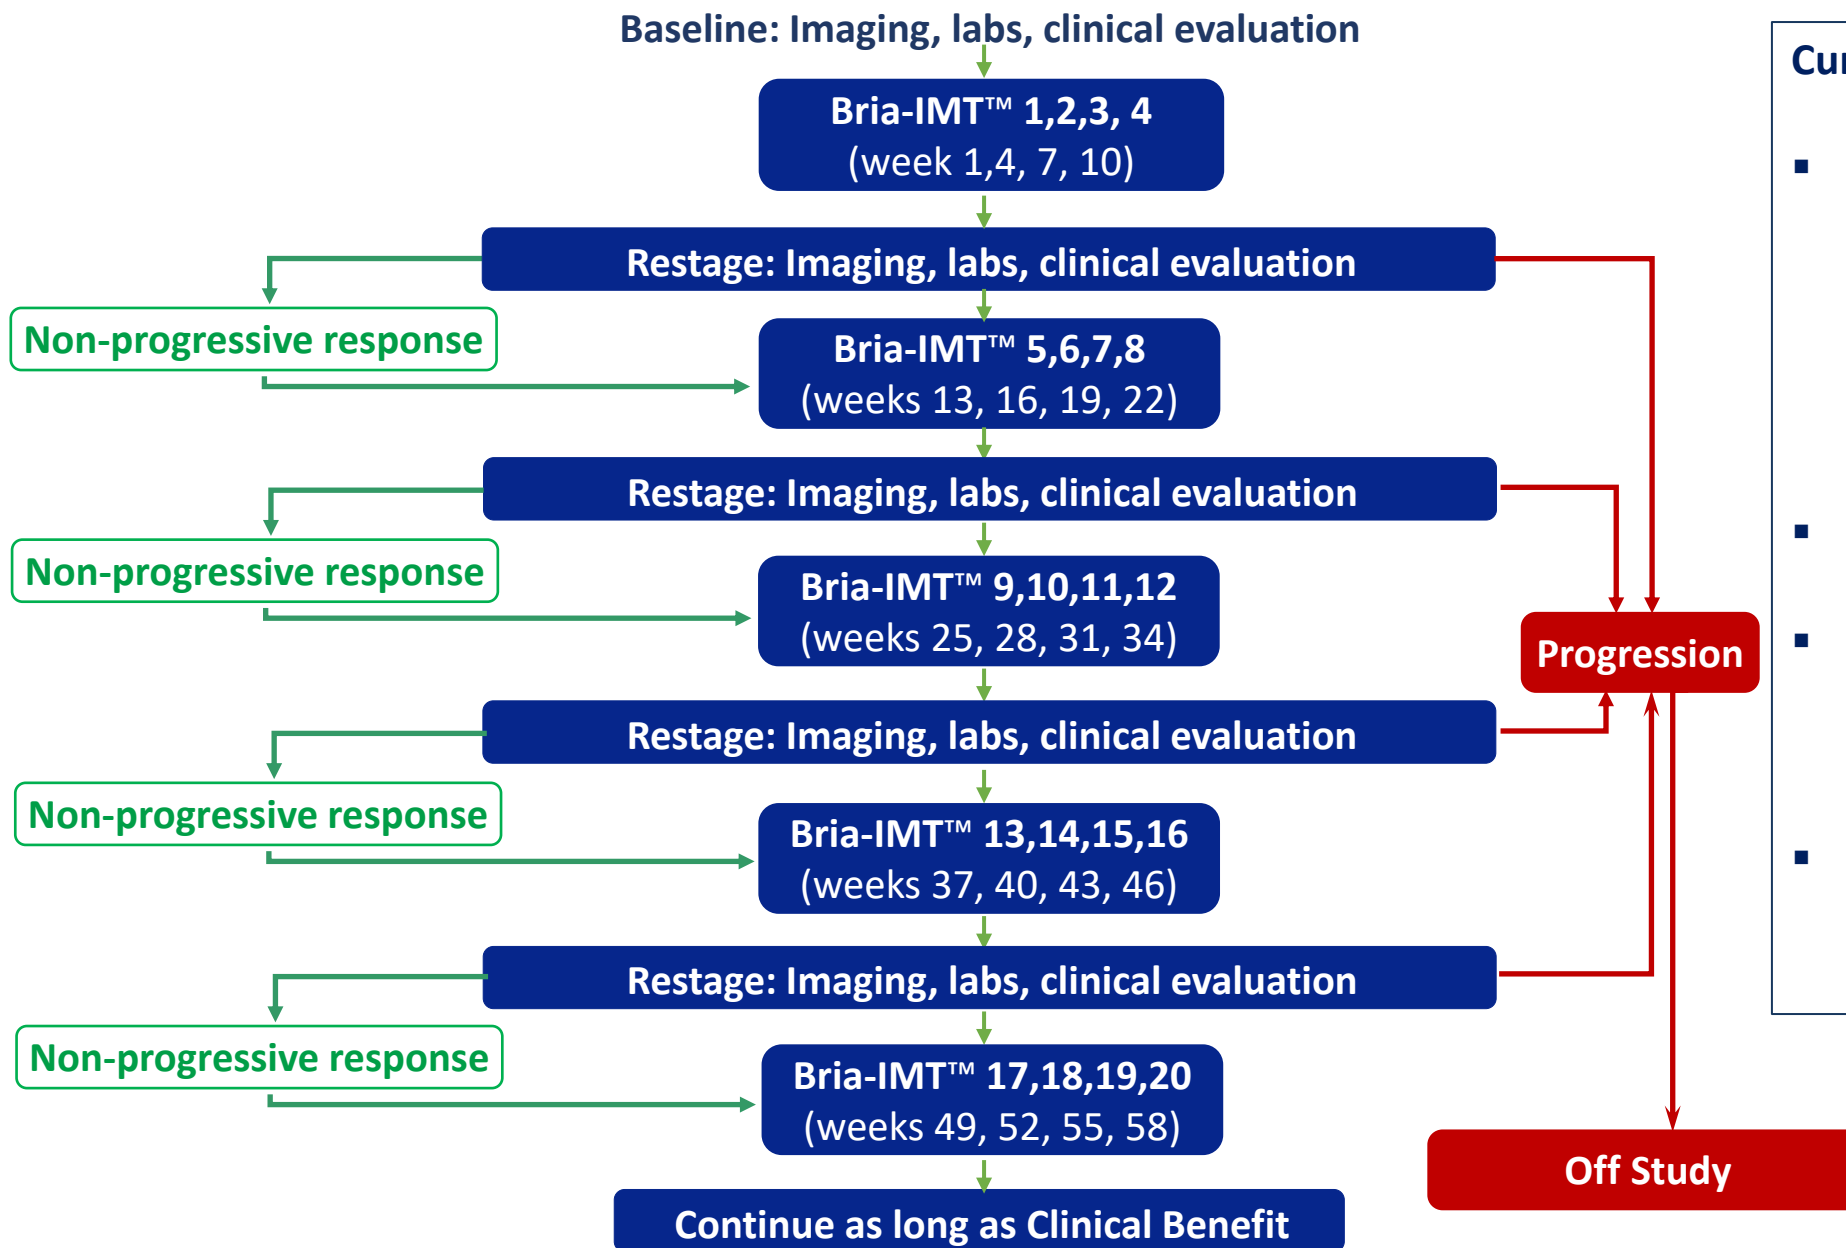 Baseline: Imaging, labs, clinical evaluation
Bria-IMT™ 1,2,3, 4
(week 1,4, 7, 10)
Restage: Imaging, labs, clinical evaluation
Non-progressive response
Bria-IMT™ 5,6,7,8
(weeks 13, 16, 19, 22)
Restage: Imaging, labs, clinical evaluation
Non-progressive response
Bria-IMT™ 9,10,11,12
(weeks 25, 28, 31, 34)
Restage: Imaging, labs, clinical evaluation
Non-progressive response
Bria-IMT™ 13,14,15,16
(weeks 37, 40, 43, 46)
Restage: Imaging, labs, clinical evaluation
Non-progressive response
Bria-IMT™ 17,18,19,20
(weeks 49, 52, 55, 58)
Continue as long as Clinical Benefit
Progression
Off Study